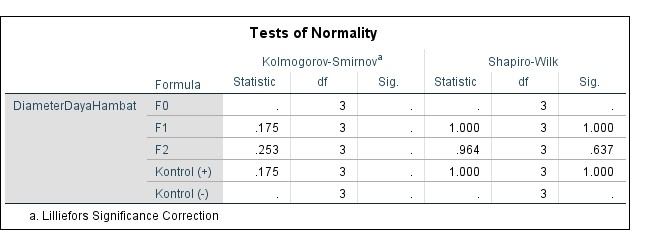 Tests of Normality
Kolmogorov-Smirnovᵃ Shapiro-Wilk
Formula Statistic df Sig. Statistic df Sig.
DiameterDayaHambat F0 . 3 . . 3 .
F1 .175 3 . 1.000 3 1.000
F2 .253 3 . .964 3 .637
Kontrol (+) .175 3 . 1.000 3 1.000
Kontrol (-) . 3 . . 3 .
a. Lilliefors Significance Correction